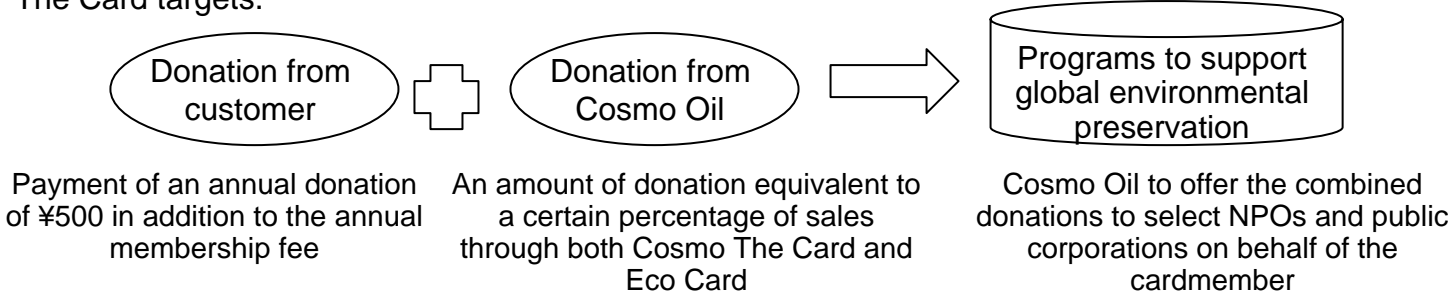 The Card targets.
Donation from
customer
Donation from
Cosmo Oil
Programs to support
global environmental
preservation
Payment of an annual donation
of ¥500 in addition to the annual
membership fee
An amount of donation equivalent to
a certain percentage of sales
through both Cosmo The Card and
Eco Card
Cosmo Oil to offer the combined
donations to select NPOs and public
corporations on behalf of the
cardmember